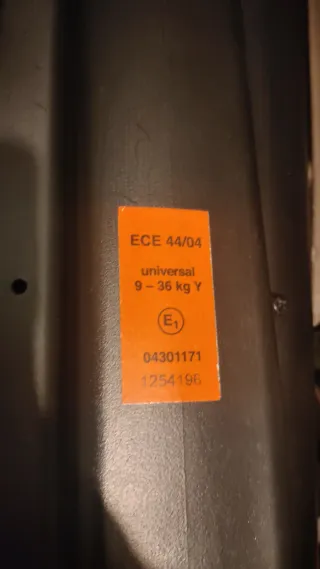 ECE 44/04
universal
9 – 36 kg Y
E1
04301171
1254196